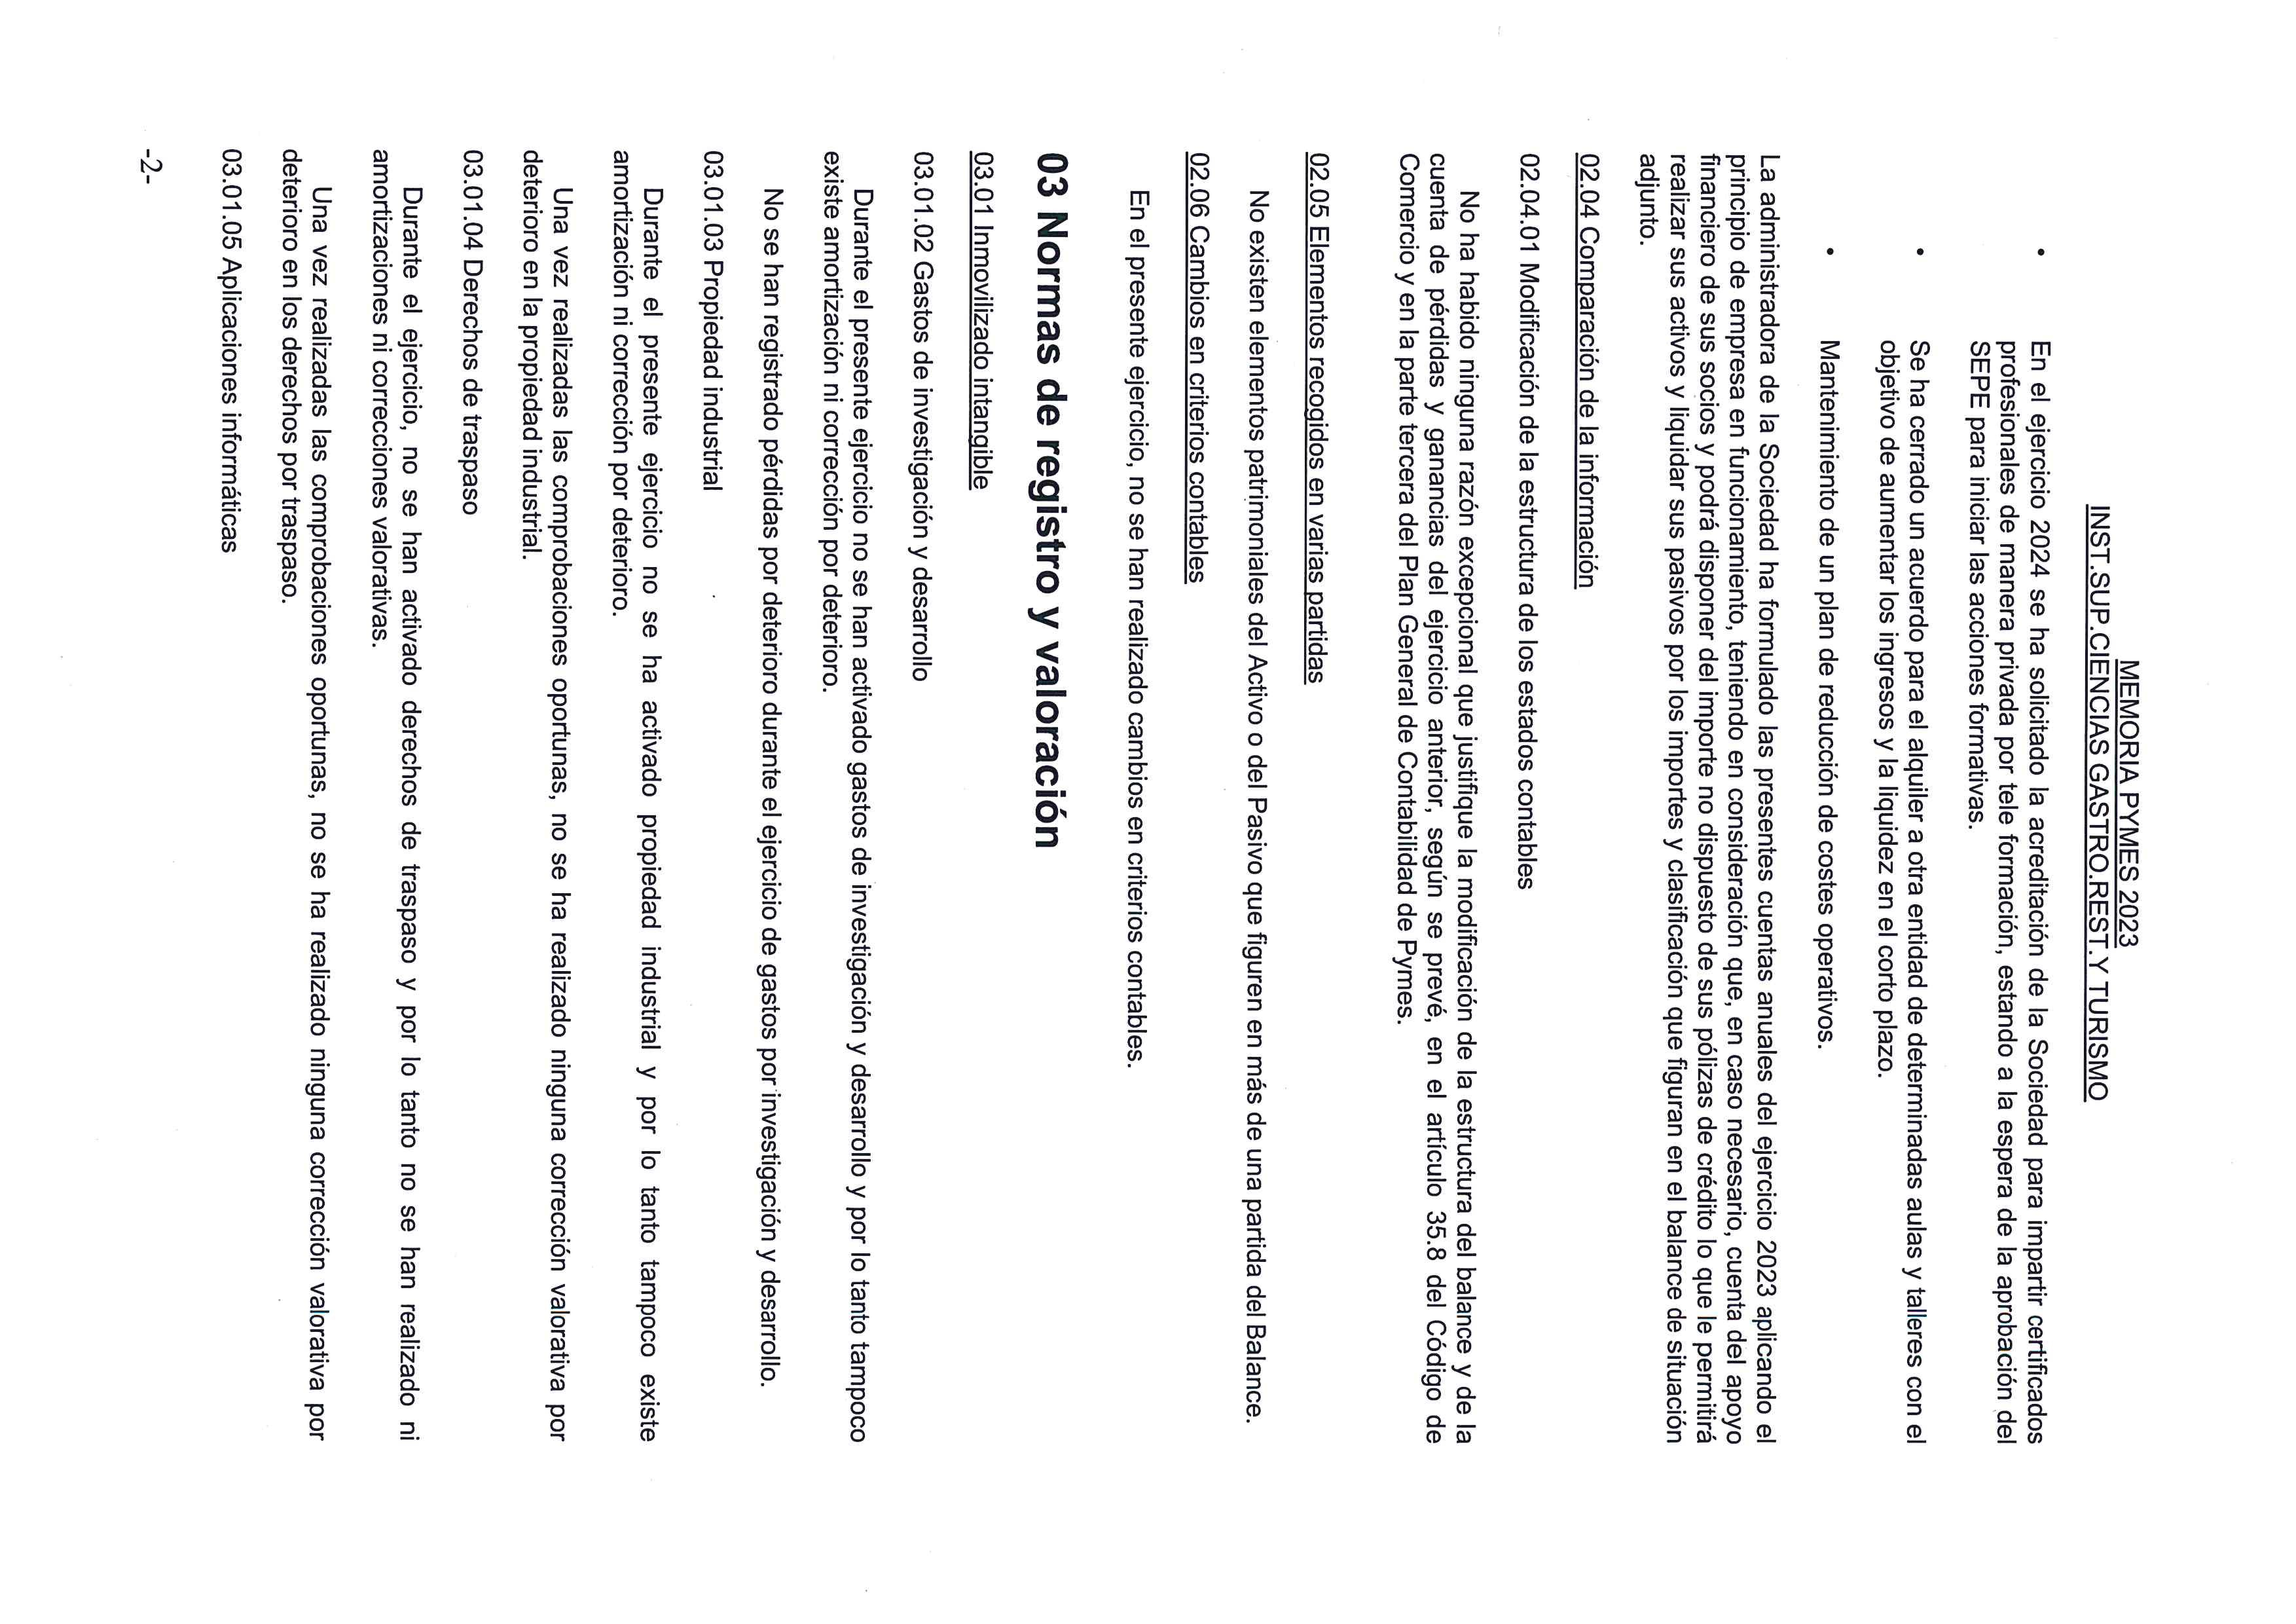 MEMORIA PYMES 2023
INST.SUP.CIENCIAS GASTRO.REST.Y TURISMO
• En el ejercicio 2024 se ha solicitado la acreditación de la Sociedad para impartir certificados
profesionales de manera privada por tele formación, estando a la espera de la aprobación del
SEPE para iniciar las acciones formativas.
• Se ha cerrado un acuerdo para el alquiler a otra entidad de determinadas aulas y talleres con el
objetivo de aumentar los ingresos y la liquidez en el corto plazo.
• Mantenimiento de un plan de reducción de costes operativos.
La administradora de la Sociedad ha formulado las presentes cuentas anuales del ejercicio 2023 aplicando el
principio de empresa en funcionamiento, teniendo en consideración que, en caso necesario, cuenta del apoyo
financiero de sus socios y podrá disponer del importe no dispuesto de sus pólizas de crédito lo que le permitirá
realizar sus activos y liquidar sus pasivos por los importes y clasificación que figuran en el balance de situación
adjunto.
02.04 Comparación de la información
02.04.01 Modificación de la estructura de los estados contables
No ha habido ninguna razón excepcional que justifique la modificación de la estructura del balance y de la
cuenta de pérdidas y ganancias del ejercicio anterior, según se prevé, en el artículo 35.8 del Código de
Comercio y en la parte tercera del Plan General de Contabilidad de Pymes.
02.05 Elementos recogidos en varias partidas
No existen elementos patrimoniales del Activo o del Pasivo que figuren en más de una partida del Balance.
02.06 Cambios en criterios contables
En el presente ejercicio, no se han realizado cambios en criterios contables.
03 Normas de registro y valoración
03.01 Inmovilizado intangible
03.01.02 Gastos de investigación y desarrollo
Durante el presente ejercicio no se han activado gastos de investigación y desarrollo y por lo tanto tampoco
existe amortización ni corrección por deterioro.
No se han registrado pérdidas por deterioro durante el ejercicio de gastos por investigación y desarrollo.
03.01.03 Propiedad industrial
Durante el presente ejercicio no se ha activado propiedad industrial y por lo tanto tampoco existe
amortización ni corrección por deterioro.
Una vez realizadas las comprobaciones oportunas, no se ha realizado ninguna corrección valorativa por
deterioro en la propiedad industrial.
03.01.04 Derechos de traspaso
Durante el ejercicio, no se han activado derechos de traspaso y por lo tanto no se han realizado ni
amortizaciones ni correcciones valorativas.
Una vez realizadas las comprobaciones oportunas, no se ha realizado ninguna corrección valorativa por
deterioro en los derechos por traspaso.
03.01.05 Aplicaciones informáticas
-2-